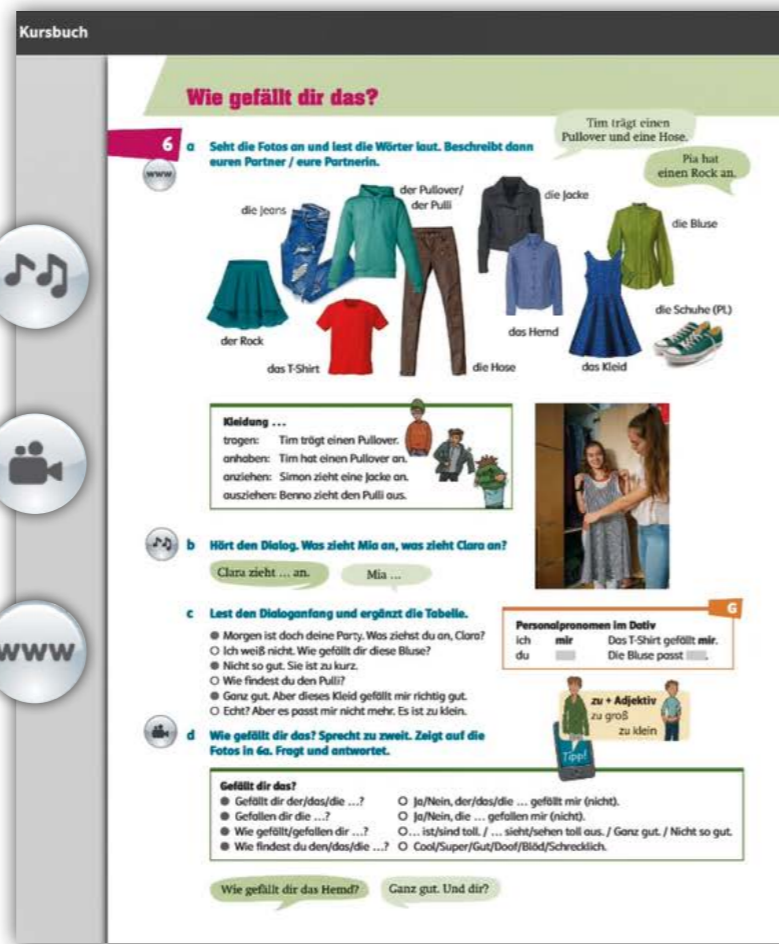 Kursbuch
Wie gefällt dir das?
Tim trägt einen
Pullover und eine Hose.
Pia hat
einen Rock an.
6
www
a Seht die Fotos an und lest die Wörter laut. Beschreibt dann
euren Partner / eure Partnerin.
die Jeans
der Pullover/
der Pulli
die Jacke
die Bluse
der Rock
das T-Shirt
die Hose
das Hemd
das Kleid
die Schuhe (Pl.)
Kleidung ...
tragen: Tim trägt einen Pullover.
anhaben: Tim hat einen Pullover an.
anziehen: Simon zieht eine Jacke an.
ausziehen: Benno zieht den Pulli aus.
b Hört den Dialog. Was zieht Mia an, was zieht Clara an?
Clara zieht ... an.
Mia ...
c Lest den Dialoganfang und ergänzt die Tabelle.
● Morgen ist doch deine Party. Was ziehst du an, Clara?
○ Ich weiß nicht. Wie gefällt dir diese Bluse?
● Nicht so gut. Sie ist zu kurz.
○ Wie findest du den Pulli?
● Ganz gut. Aber dieses Kleid gefällt mir richtig gut.
○ Echt? Aber es passt mir nicht mehr. Es ist zu klein.
G
Personalpronomen im Dativ
ich mir Das T-Shirt gefällt mir.
du Die Bluse passt .
zu + Adjektiv
zu groß
zu klein
Tipp!
www
d Wie gefällt dir das? Sprecht zu zweit. Zeigt auf die
Fotos in 6a. Fragt und antwortet.
Gefällt dir das?
● Gefällt dir der/das/die ...? ○ Ja/Nein, der/das/die ... gefällt mir (nicht).
● Gefallen dir die ...? ○ Ja/Nein, die ... gefallen mir (nicht).
● Wie gefällt/gefallen dir ...? ○ ... ist/sind toll. / ... sieht/sehen toll aus. / Ganz gut. / Nicht so gut.
● Wie findest du den/das/die ...? ○ Cool/Super/Gut/Doof/Blöd/Schrecklich.
Wie gefällt dir das Hemd?
Ganz gut. Und dir?